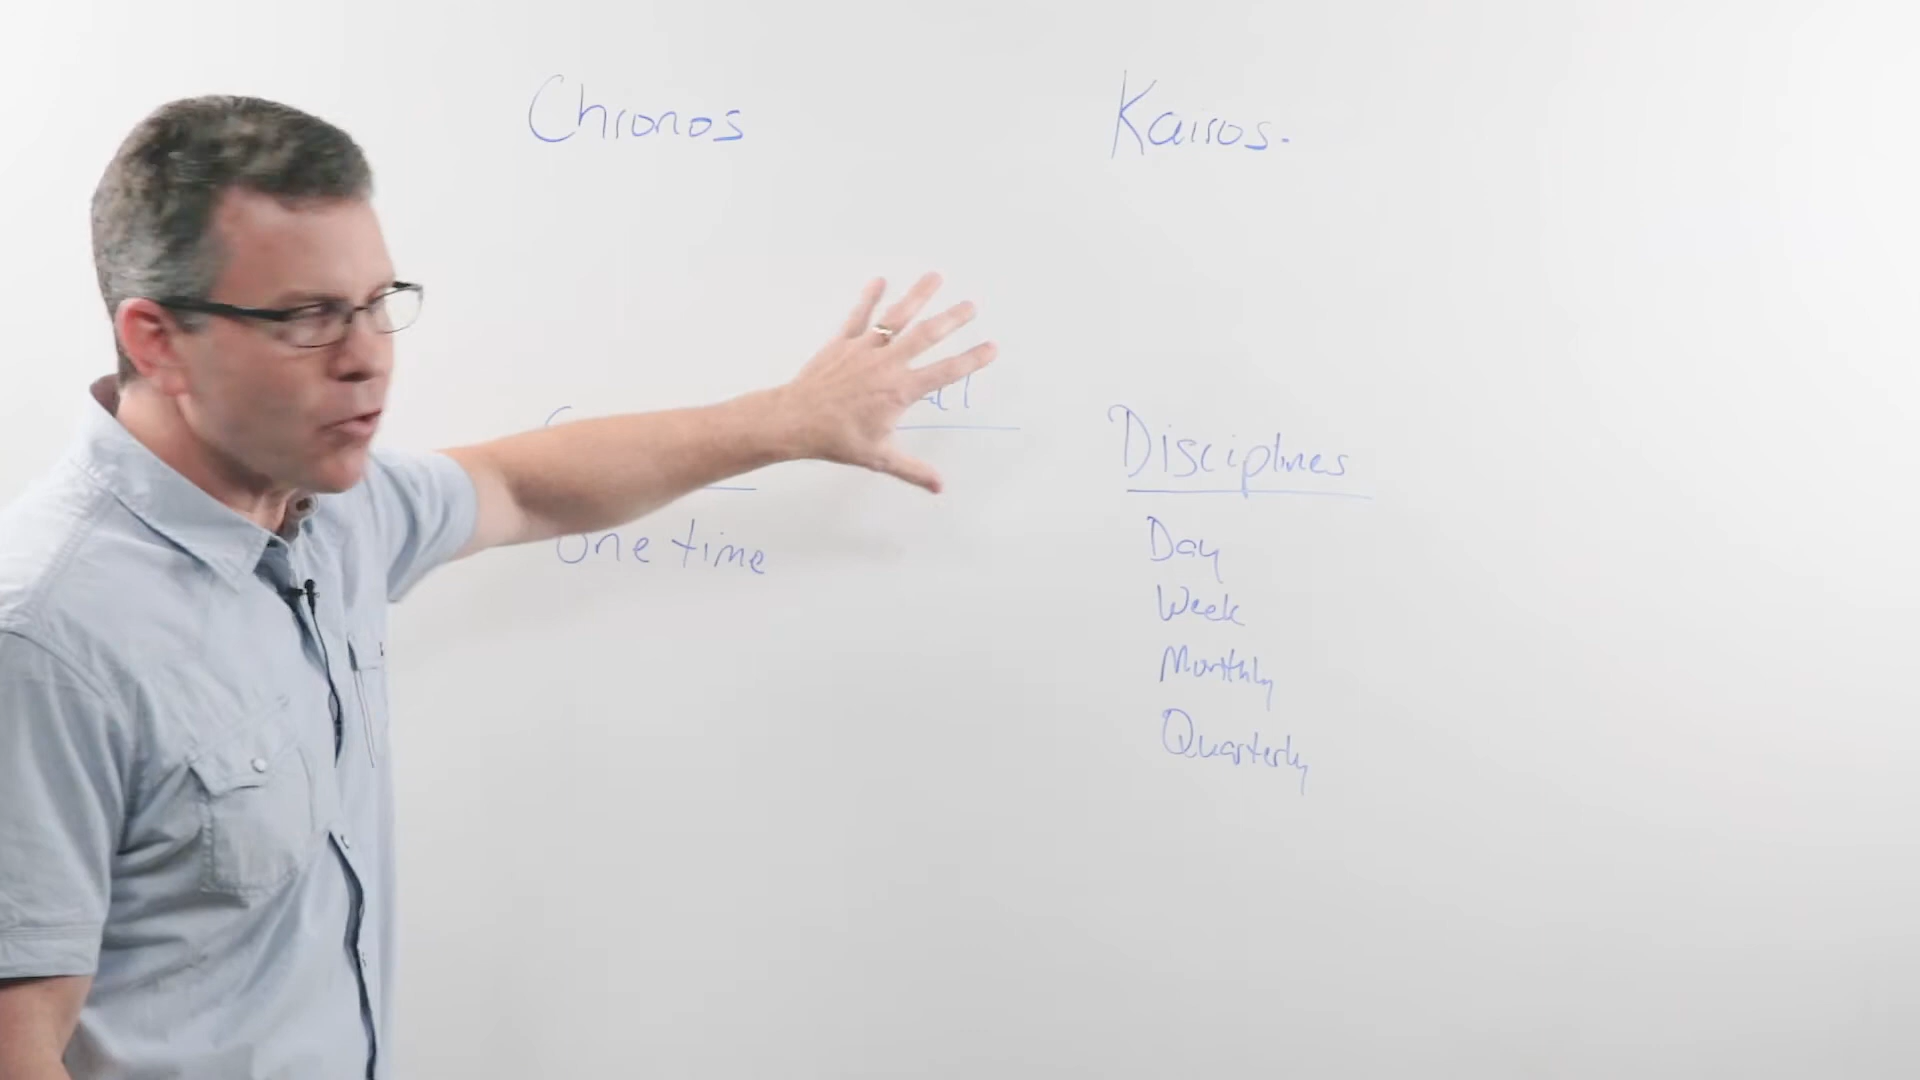 Chronos
Kairos.
One time
Disciplines
Day
Week
Monthly
Quarterly